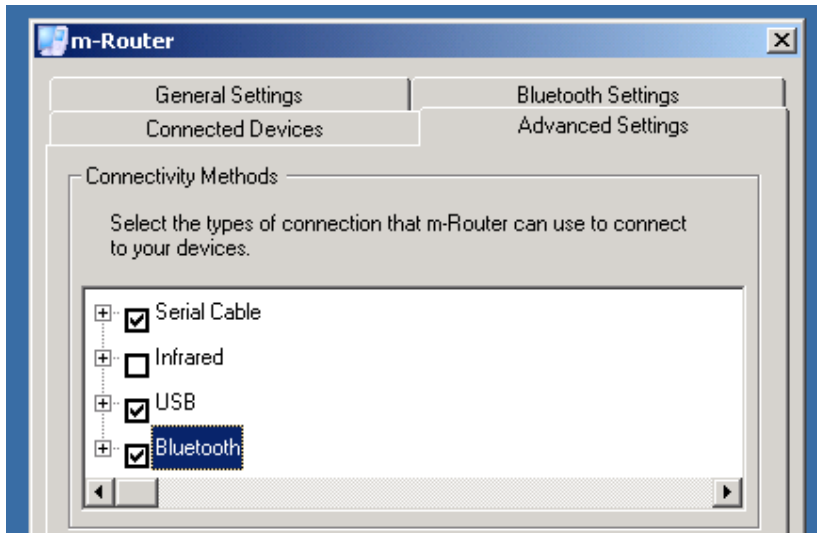 m-Router
General Settings
Bluetooth Settings
Connected Devices
Advanced Settings
Connectivity Methods
Select the types of connection that m-Router can use to connect
to your devices.
Serial Cable
Infrared
USB
Bluetooth